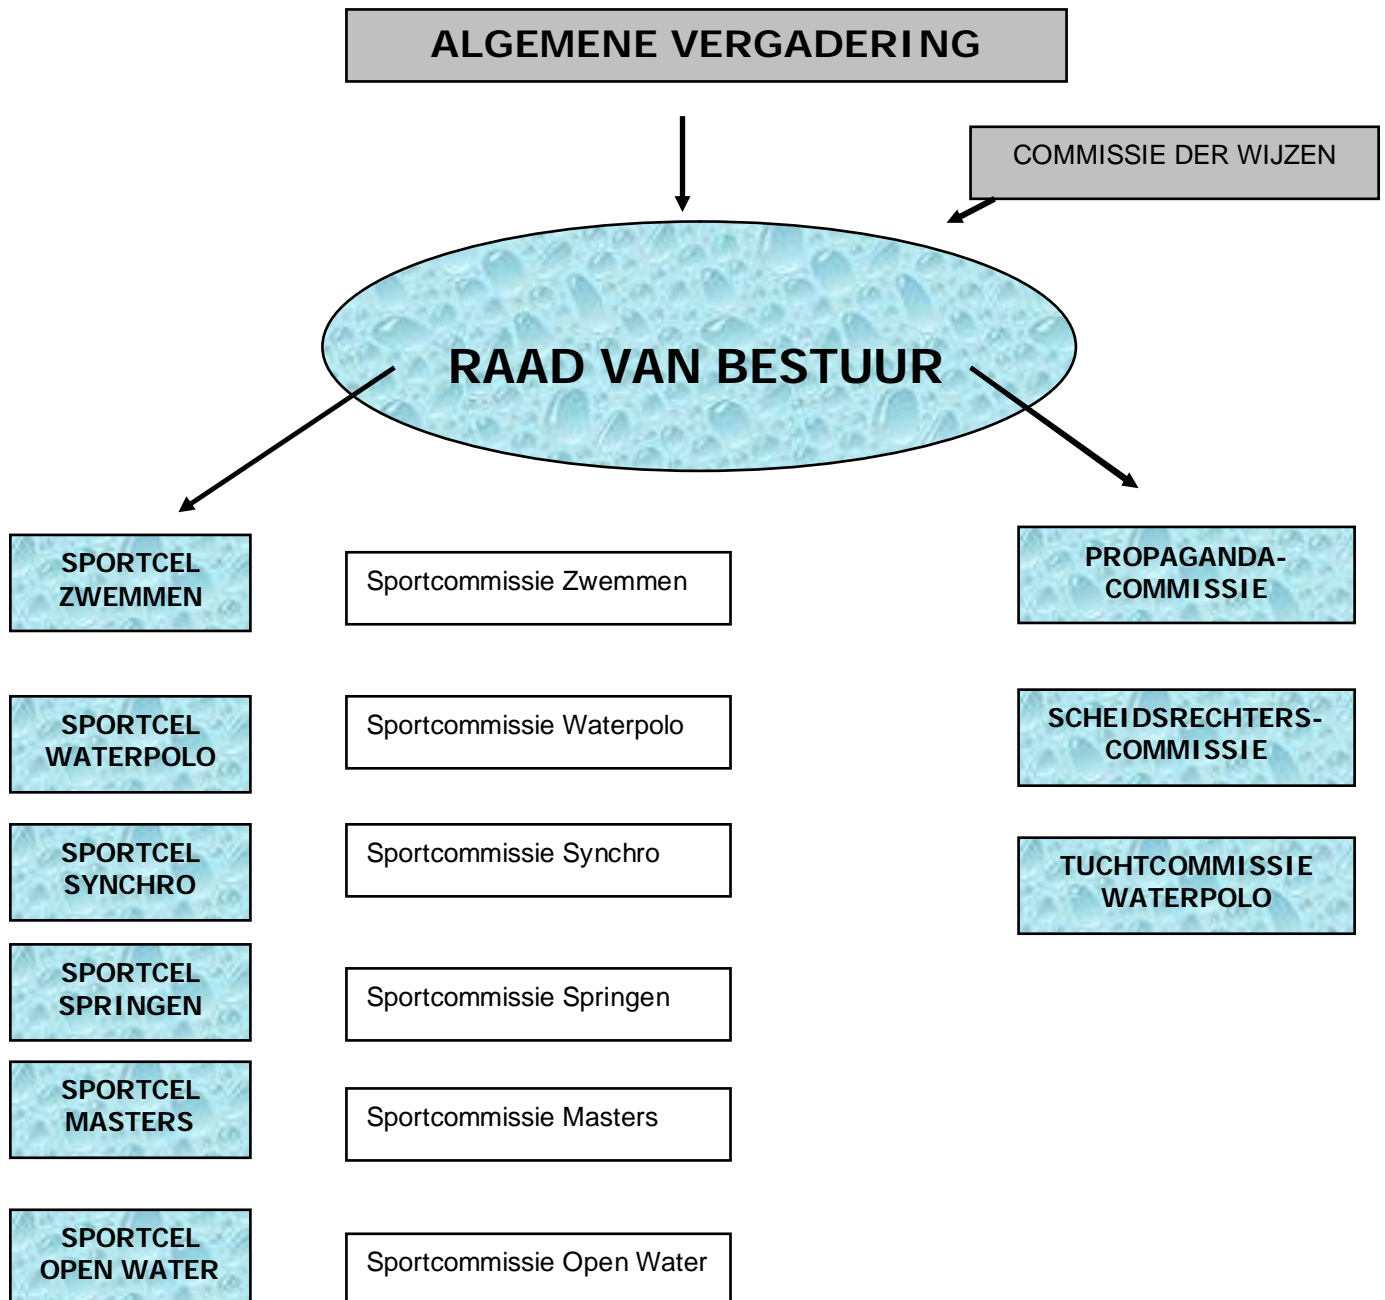 ALGEMENE VERGADERING
COMMISSIE DER WIJZEN
RAAD VAN BESTUUR
SPORTCEL
ZWEMMEN
Sportcommissie Zwemmen
PROPAGANDA-
COMMISSIE
SPORTCEL
WATERPOLO
Sportcommissie Waterpolo
SCHEIDSRECHTERS-
COMMISSIE
SPORTCEL
SYNCHRO
Sportcommissie Synchro
TUCHTCOMMISSIE
WATERPOLO
SPORTCEL
SPRINGEN
Sportcommissie Springen
SPORTCEL
MASTERS
Sportcommissie Masters
SPORTCEL
OPEN WATER
Sportcommissie Open Water